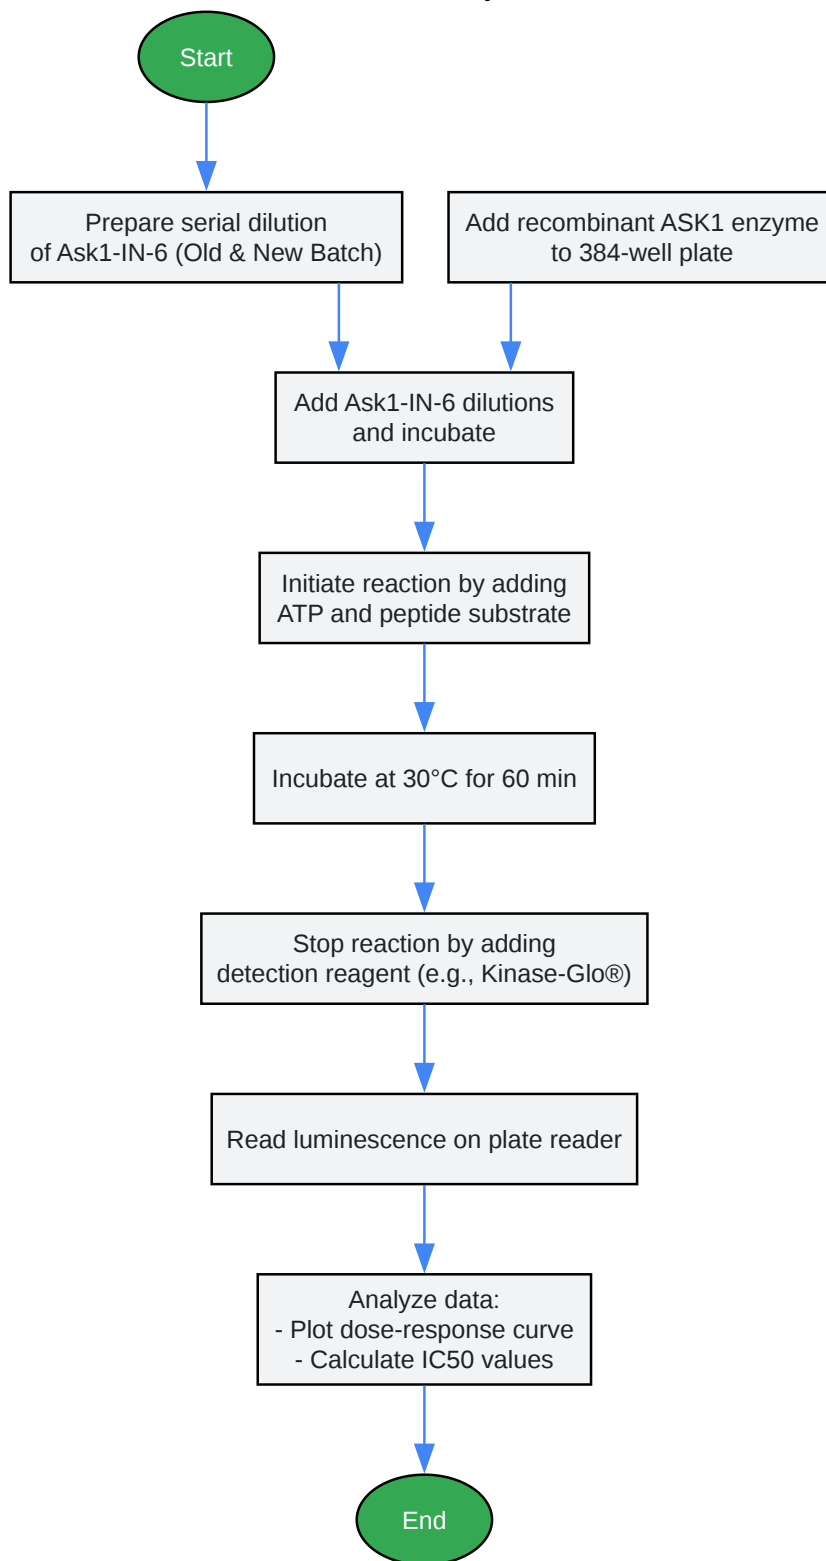 Start
Prepare serial dilution
of Ask1-IN-6 (Old & New Batch)
Add recombinant ASK1 enzyme
to 384-well plate
Add Ask1-IN-6 dilutions
and incubate
Initiate reaction by adding
ATP and peptide substrate
Incubate at 30°C for 60 min
Stop reaction by adding
detection reagent (e.g., Kinase-Glo®)
Read luminescence on plate reader
Analyze data:
- Plot dose-response curve
- Calculate IC50 values
End